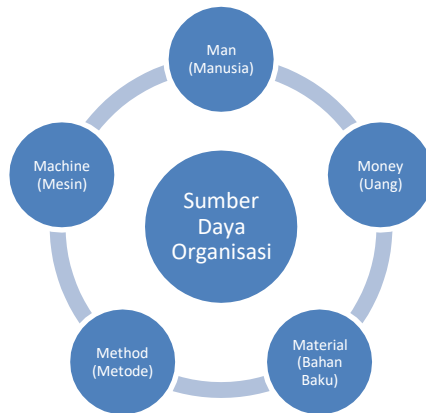 Man
(Manusia)
Money
(Uang)
Material
(Bahan
Baku)
Method
(Metode)
Machine
(Mesin)
Sumber
Daya
Organisasi